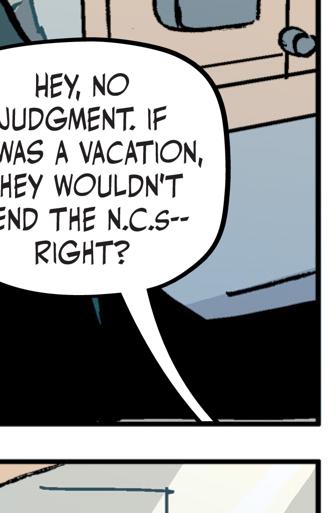 HEY, NO
JUDGMENT. IF
WAS A VACATION,
HEY WOULDN'T
END THE N.C.S--
RIGHT?